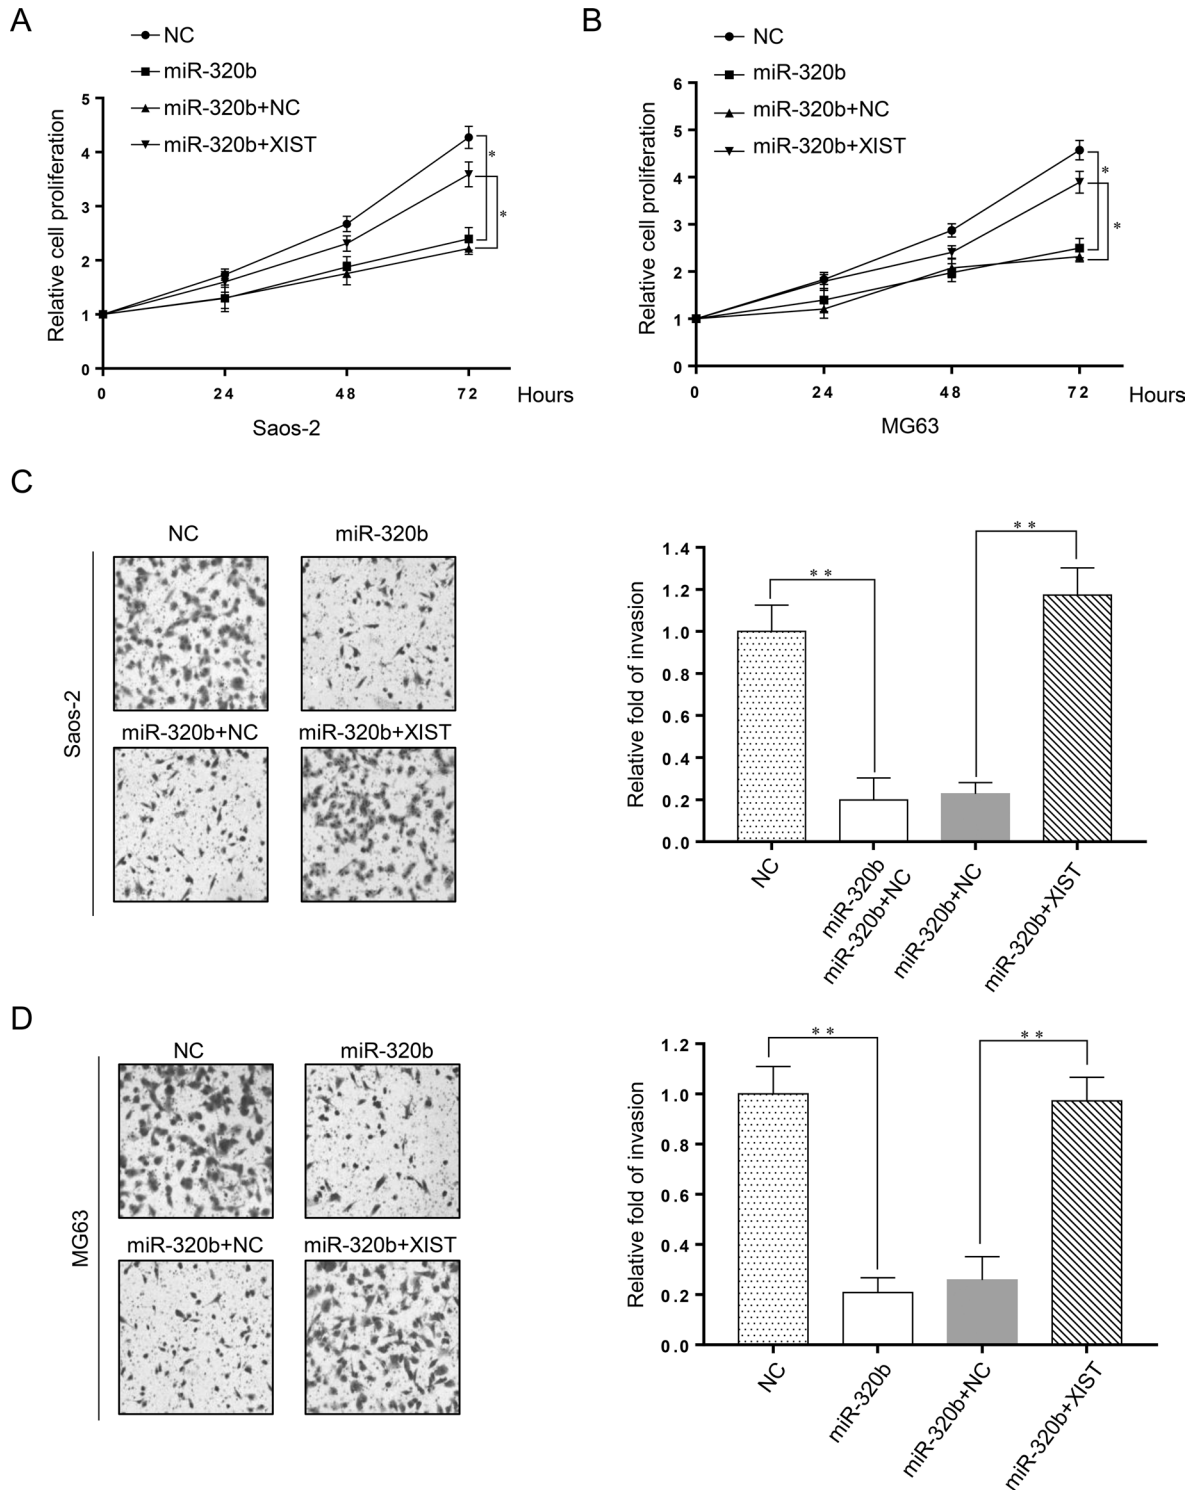 A
NC
miR-320b
miR-320b+NC
miR-320b+XIST
Relative cell proliferation
5
4
3
2
1
0
*
*
0 24 48 72 Hours
Saos-2
B
NC
miR-320b
miR-320b+NC
miR-320b+XIST
Relative cell proliferation
6
5
4
3
2
1
0
*
*
0 24 48 72 Hours
MG63
C
Saos-2
NC miR-320b
miR-320b+NC miR-320b+XIST
Relative fold of invasion
1.4
1.2
1.0
0.8
0.6
0.4
0.2
0.0
**
**
NC
miR-320b
miR-320b+NC
miR-320b+NC
miR-320b+XIST
D
MG63
NC miR-320b
miR-320b+NC miR-320b+XIST
Relative fold of invasion
1.2
1.0
0.8
0.6
0.4
0.2
0.0
**
**
NC
miR-320b
miR-320b+NC
miR-320b+XIST